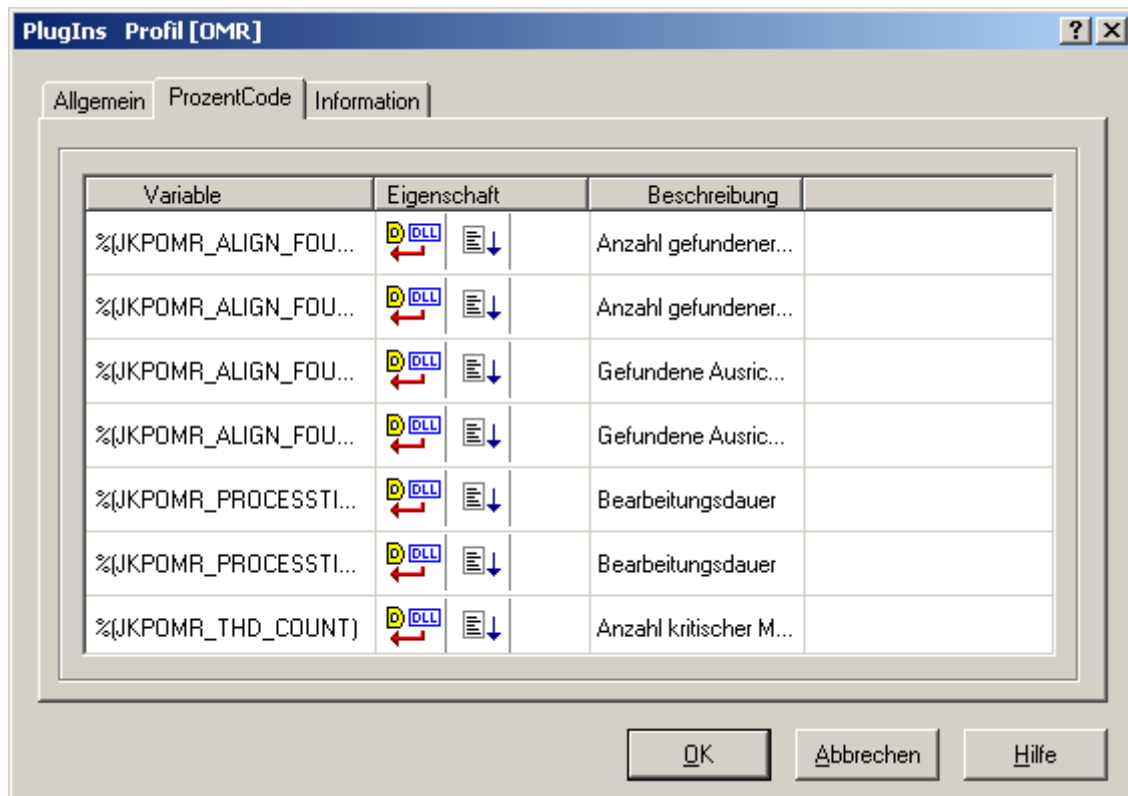 PlugIns Profil [OMR]
Allgemein ProzentCode Information
Variable Eigenschaft Beschreibung
%(JKPOMR_ALIGN_FOU... D DLL Anzahl gefundener...
%(JKPOMR_ALIGN_FOU... D DLL Anzahl gefundener...
%(JKPOMR_ALIGN_FOU... D DLL Gefundene Ausric...
%(JKPOMR_ALIGN_FOU... D DLL Gefundene Ausric...
%(JKPOMR_PROCESSTI... D DLL Bearbeitungsdauer
%(JKPOMR_PROCESSTI... D DLL Bearbeitungsdauer
%(JKPOMR_THD_COUNT) D DLL Anzahl kritischer M...
OK Abbrechen Hilfe